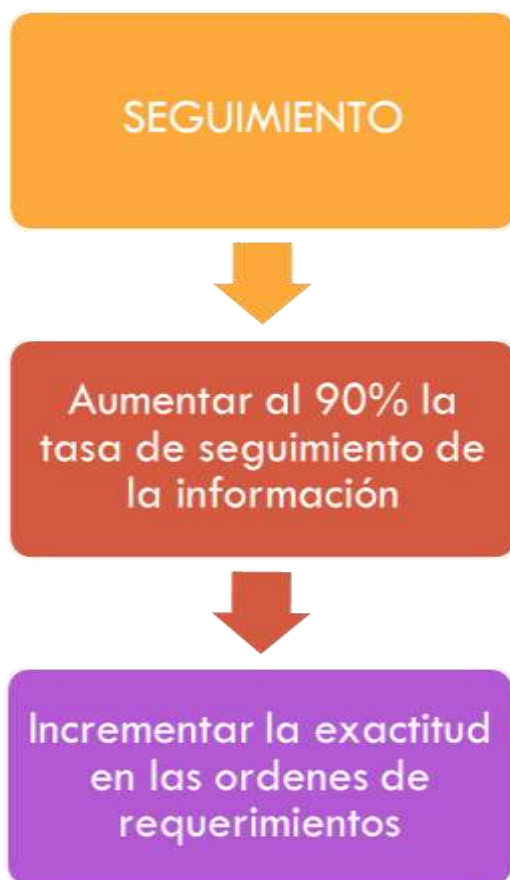 SEGUIMIENTO
Aumentar al 90% la
tasa de seguimiento de
la información
Incrementar la exactitud
en las ordenes de
requerimientos